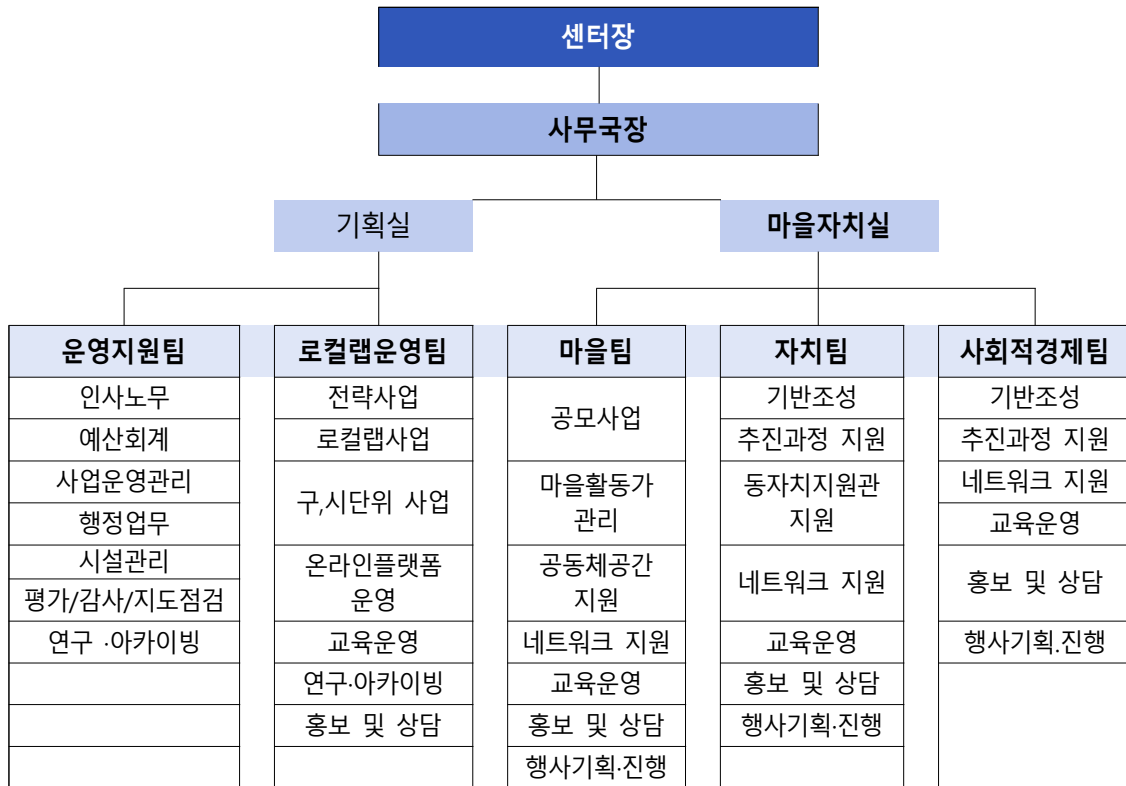 센터장
사무국장
기획실
마을자치실
운영지원팀
인사노무
예산회계
사업운영관리
행정업무
시설관리
평가/감사/지도점검
연구 ·아카이빙
로컬랩운영팀
전략사업
로컬랩사업
구,시단위 사업
온라인플랫폼
운영
교육운영
연구·아카이빙
홍보 및 상담
마을팀
공모사업
마을활동가
관리
공동체공간
지원
네트워크 지원
교육운영
홍보 및 상담
행사기획·진행
자치팀
기반조성
추진과정 지원
동자치지원관
지원
네트워크 지원
교육운영
홍보 및 상담
행사기획·진행
사회적경제팀
기반조성
추진과정 지원
네트워크 지원
교육운영
홍보 및 상담
행사기획.진행